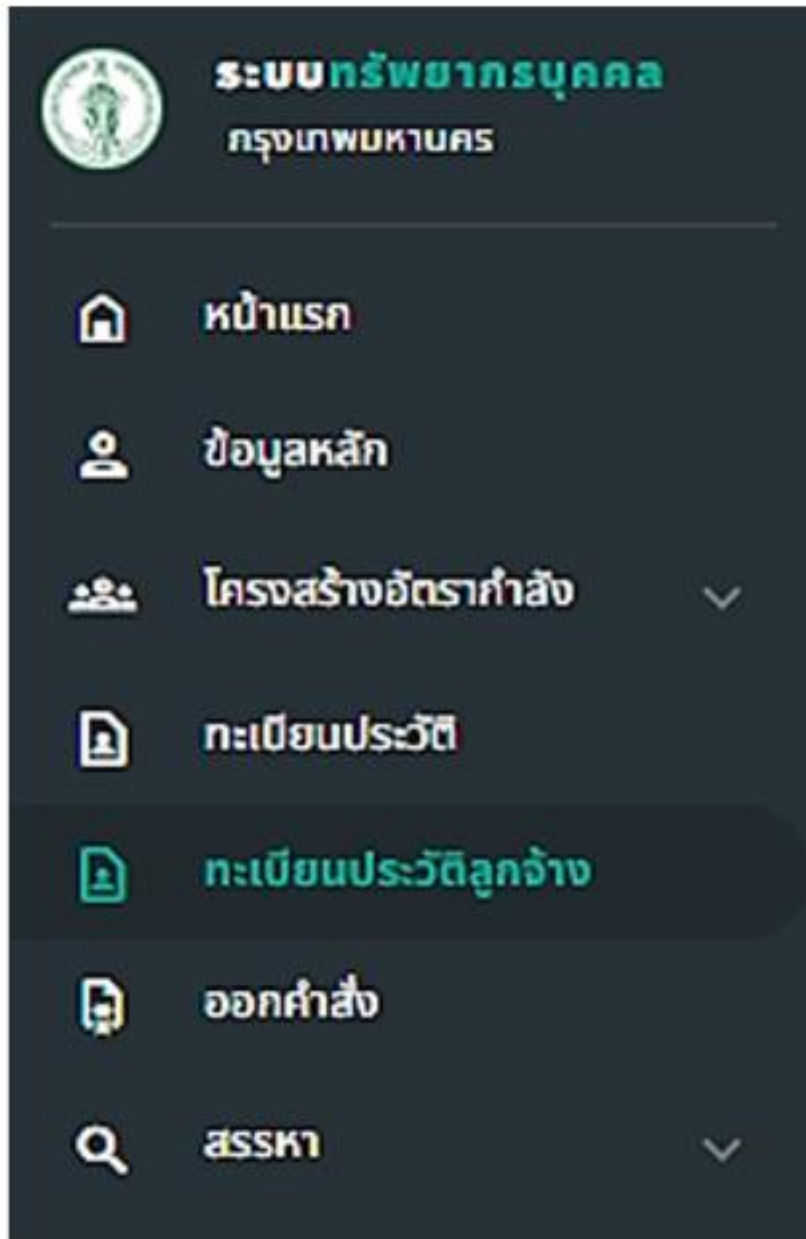 ระบบทรัพยากรบุคคล
กรุงเทพมหานคร
หน้าแรก
ข้อมูลหลัก
โครงสร้างอัตรากำลัง
ทะเบียนประวัติ
ทะเบียนประวัติลูกจ้าง
ออกคำสั่ง
สรรหา